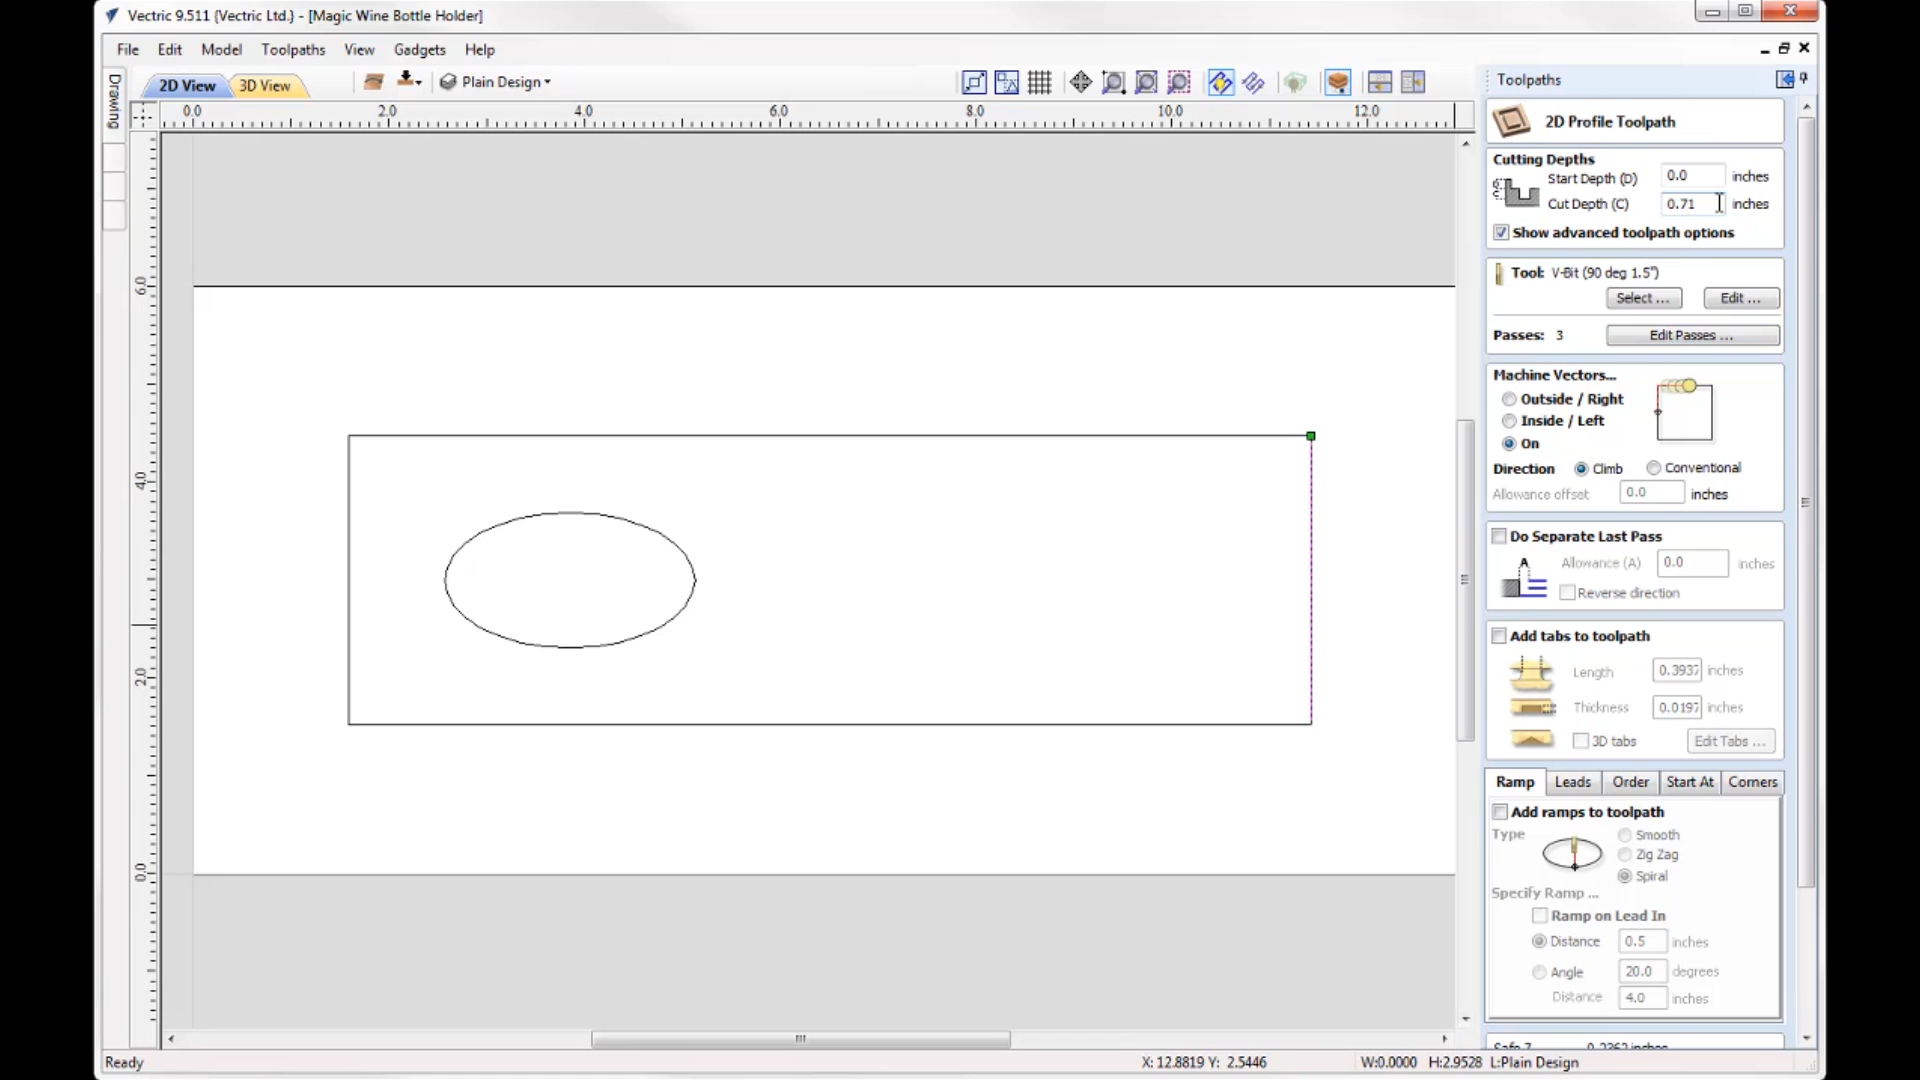 Vectric 9.511 {Vectric Ltd.} - [Magic Wine Bottle Holder]
File Edit Model Toolpaths View Gadgets Help
Drawing
2D View 3D View Plain Design
0.0 2.0 4.0 6.0 8.0 10.0 12.0
6.0
4.0
2.0
0.0
Toolpaths
2D Profile Toolpath
Cutting Depths
Start Depth (D) 0.0 inches
Cut Depth (C) 0.71 inches
Show advanced toolpath options
Tool: V-Bit (90 deg 1.5")
Select ... Edit ...
Passes: 3 Edit Passes ...
Machine Vectors...
Outside / Right
Inside / Left
On
Direction Climb Conventional
Allowance offset 0.0 inches
Do Separate Last Pass
A Allowance (A) 0.0 inches
Reverse direction
Add tabs to toolpath
Length 0.3937 inches
Thickness 0.0197 inches
3D tabs Edit Tabs ...
Ramp Leads Order Start At Corners
Add ramps to toolpath
Type Smooth
Zig Zag
Spiral
Specify Ramp ...
Ramp on Lead In
Distance 0.5 inches
Angle 20.0 degrees
Distance 4.0 inches
Safe Z 0.2362 inches
Ready X: 12.8819 Y: 2.5446 W:0.0000 H:2.9528 L:Plain Design